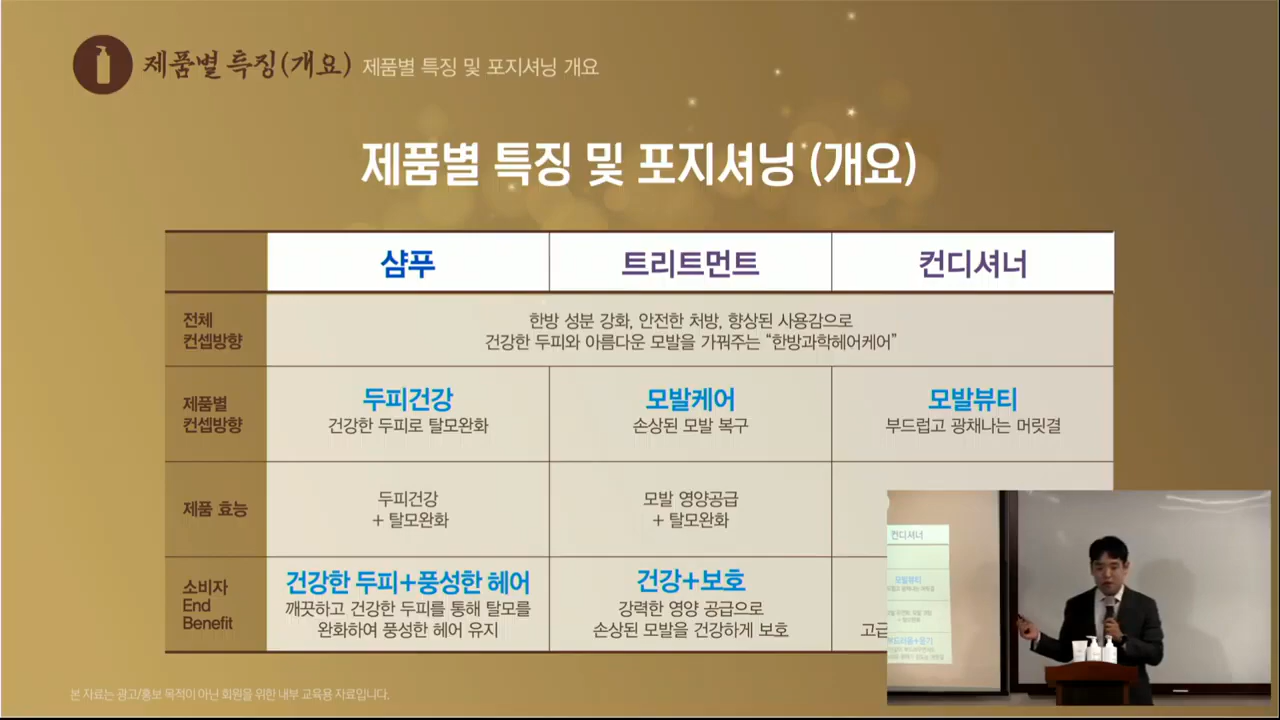 제품별 특징(개요) 제품별 특징 및 포지셔닝 개요
제품별 특징 및 포지셔닝 (개요)
샴푸 트리트먼트 컨디셔너
전체
컨셉방향
한방 성분 강화, 안전한 처방, 향상된 사용감으로
건강한 두피와 아름다운 모발을 가꿔주는 “한방과학헤어케어”
제품별
컨셉방향
두피건강
건강한 두피로 탈모완화
모발케어
손상된 모발 복구
모발뷰티
부드럽고 광채나는 머릿결
제품 효능
두피건강
+ 탈모완화
모발 영양공급
+ 탈모완화
소비자
End
Benefit
건강한 두피+풍성한 헤어
깨끗하고 건강한 두피를 통해 탈모를
완화하여 풍성한 헤어 유지
건강+보호
강력한 영양 공급으로
손상된 모발을 건강하게 보호
고급
컨디셔너
모발뷰티
본 자료는 광고/홍보 목적이 아닌 회원을 위한 내부 교육용 자료입니다.